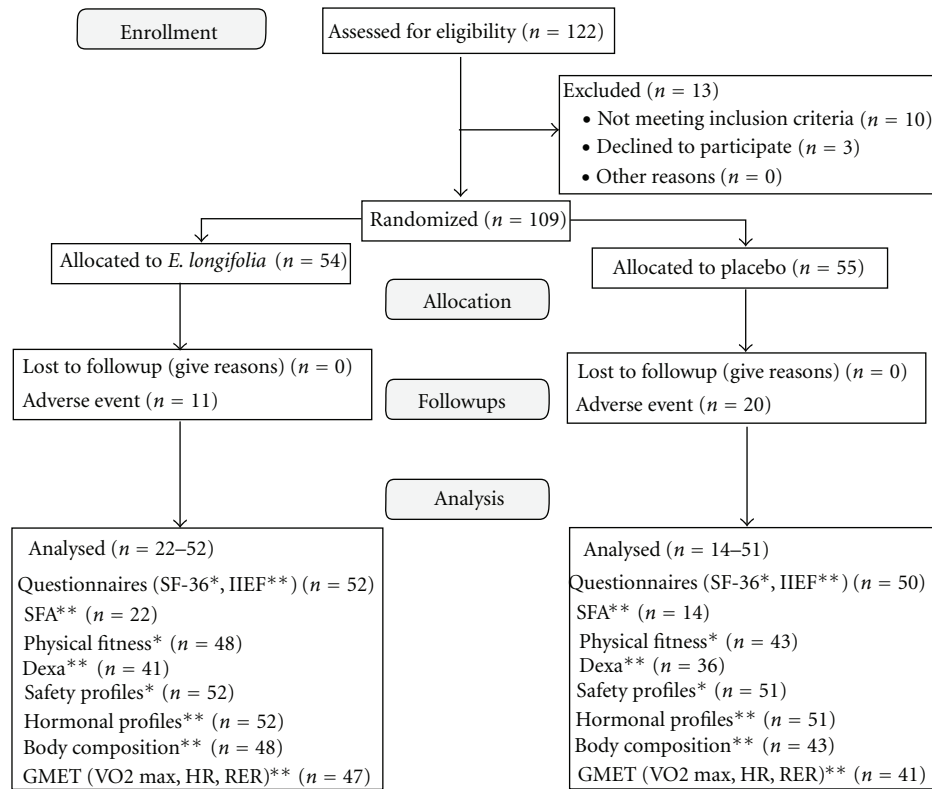 Enrollment
Assessed for eligibility (n = 122)
Excluded (n = 13)
• Not meeting inclusion criteria (n = 10)
• Declined to participate (n = 3)
• Other reasons (n = 0)
Randomized (n = 109)
Allocated to E. longifolia (n = 54)
Allocated to placebo (n = 55)
Allocation
Lost to followup (give reasons) (n = 0)
Adverse event (n = 11)
Lost to followup (give reasons) (n = 0)
Adverse event (n = 20)
Followups
Analysis
Analysed (n = 22–52)
Questionnaires (SF-36*, IIEF**) (n = 52)
SFA** (n = 22)
Physical fitness* (n = 48)
Dexa** (n = 41)
Safety profiles* (n = 52)
Hormonal profiles** (n = 52)
Body composition** (n = 48)
GMET (VO2 max, HR, RER)** (n = 47)
Analysed (n = 14–51)
Questionnaires (SF-36*, IIEF**) (n = 50)
SFA** (n = 14)
Physical fitness* (n = 43)
Dexa** (n = 36)
Safety profiles* (n = 51)
Hormonal profiles** (n = 51)
Body composition** (n = 43)
GMET (VO2 max, HR, RER)** (n = 41)